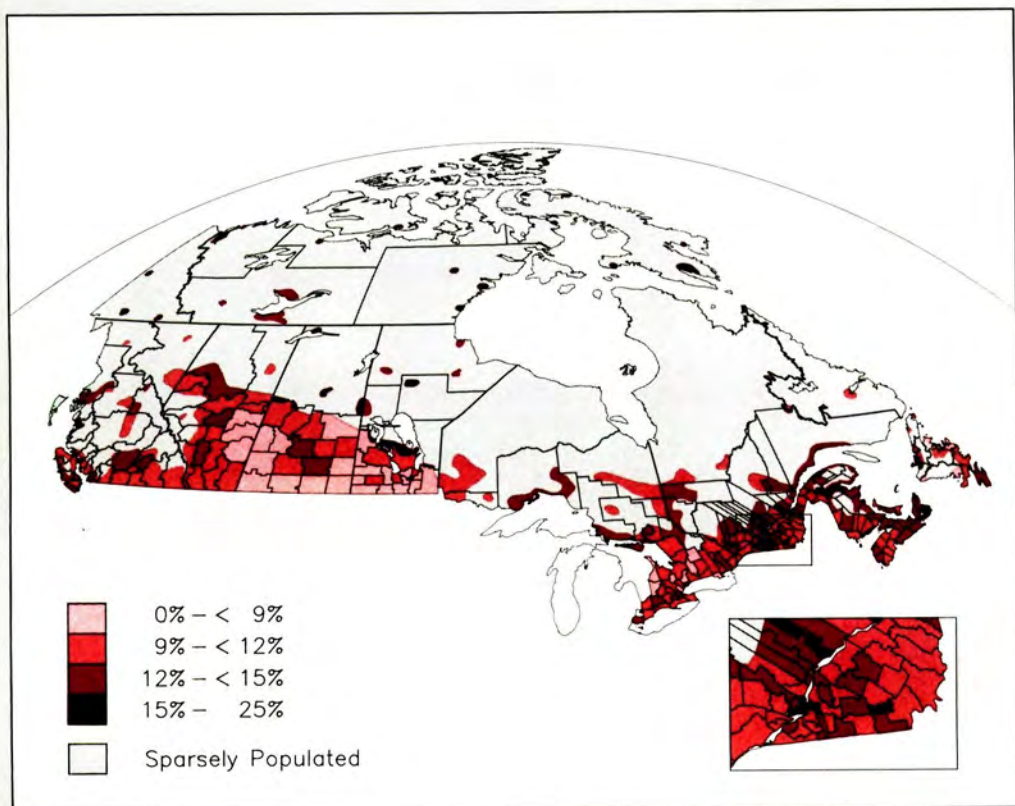 0% – < 9%
9% – < 12%
12% – < 15%
15% – 25%
Sparsely Populated